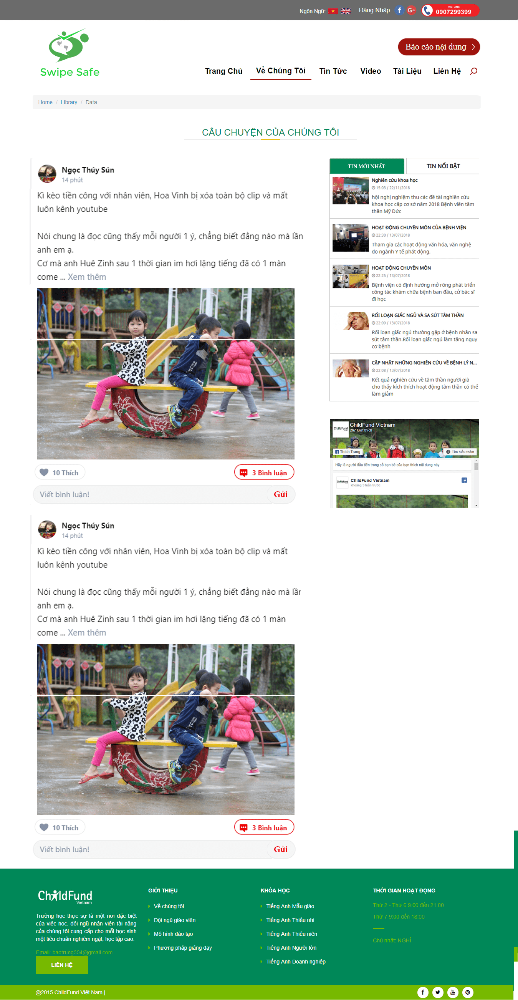 Ngôn Ngữ: Đăng Nhập: HOTLINE
0907299399
Swipe Safe
Báo cáo nội dung
Trang Chủ Về Chúng Tôi Tin Tức Video Tài Liệu Liên Hệ
Home / Library / Data
CÂU CHUYỆN CỦA CHÚNG TÔI
Ngọc Thúy Sún
14 phút
Kì kèo tiền công với nhân viên, Hoa Vinh bị xóa toàn bộ clip và mất
luôn kênh youtube
Nói chung là đọc cũng thấy mỗi người 1 ý, chẳng biết đằng nào mà lần
anh em ạ.
Cơ mà anh Huê Zinh sau 1 thời gian im hơi lặng tiếng đã có 1 màn
come ... Xem thêm
10 Thích
3 Bình luận
Viết bình luận!
Gửi
TIN MỚI NHẤT
TIN NỔI BẬT
Nghiên cứu khoa học
15:03 / 22/11/2018
hội nghị nghiệm thu các đề tài nghiên cứu
khoa học cấp cơ sở năm 2018 Bệnh viên tâm
thần Mỹ Đức
HOẠT ĐỘNG CHUYÊN MÔN CỦA BỆNH VIỆN
22:30 / 13/07/2018
Tham gia các hoạt động văn hóa, văn nghệ
do ngành Y tế phát động.
HOẠT ĐỘNG CHUYÊN MÔN
22:25 / 13/07/2018
Bệnh viện có định hướng mở rông phát triển
công tác khám chữa bệnh ban đầu, cử bác sĩ
đi học
RỐI LOẠN GIẤC NGỦ VÀ SA SÚT TÂM THẦN
22:09 / 13/07/2018
Rối loạn giấc ngủ thường gặp ở bệnh nhân sa
sút tâm thần.Rối loạn giấc ngủ làm tăng nguy
cơ bệnh
CẬP NHẬT NHỮNG NGHIÊN CỨU VỀ BỆNH LÝ N...
22:08 / 13/07/2018
Kết quả nghiên cứu về tâm thần người già
cho thấy kích thích hoạt động tâm thần có thể
làm giảm
ChildFund
ChildFund Vietnam
267 lượt thích
Thích Trang
Tìm hiểu thêm
Hãy là người đầu tiên trong số bạn bè của bạn thích nội dung này
ChildFund
ChildFund Vietnam
khoảng 3 tuần trước
Ngọc Thúy Sún
14 phút
Kì kèo tiền công với nhân viên, Hoa Vinh bị xóa toàn bộ clip và mất
luôn kênh youtube
Nói chung là đọc cũng thấy mỗi người 1 ý, chẳng biết đằng nào mà lần
anh em ạ.
Cơ mà anh Huê Zinh sau 1 thời gian im hơi lặng tiếng đã có 1 màn
come ... Xem thêm
10 Thích
3 Bình luận
Viết bình luận!
Gửi
ChildFund
Vietnam
Trường học thực sự là một nơi đặc biệt
của việc học. đội ngũ nhân viên tài năng
của chúng tôi cung cấp cho mỗi học sinh
một tiêu chuẩn nghiêm ngặt, học tập cao.
Email: baotrung304@gmail.com
LIÊN HỆ
GIỚI THIỆU
Về chúng tôi
Đội ngũ giáo viên
Mô hình đào tạo
Phương pháp giảng dạy
KHÓA HỌC
Tiếng Anh Mẫu giáo
Tiếng Anh Thiếu nhi
Tiếng Anh Thiếu niên
Tiếng Anh Người lớn
Tiếng Anh Doanh nghiệp
THỜI GIAN HOẠT ĐỘNG
Thứ 2 - Thứ 6 9:00 đến 21:00
Thứ 7 9:00 đến 18:00
Chủ nhật: NGHỈ
@2015 ChildFund Việt Nam |